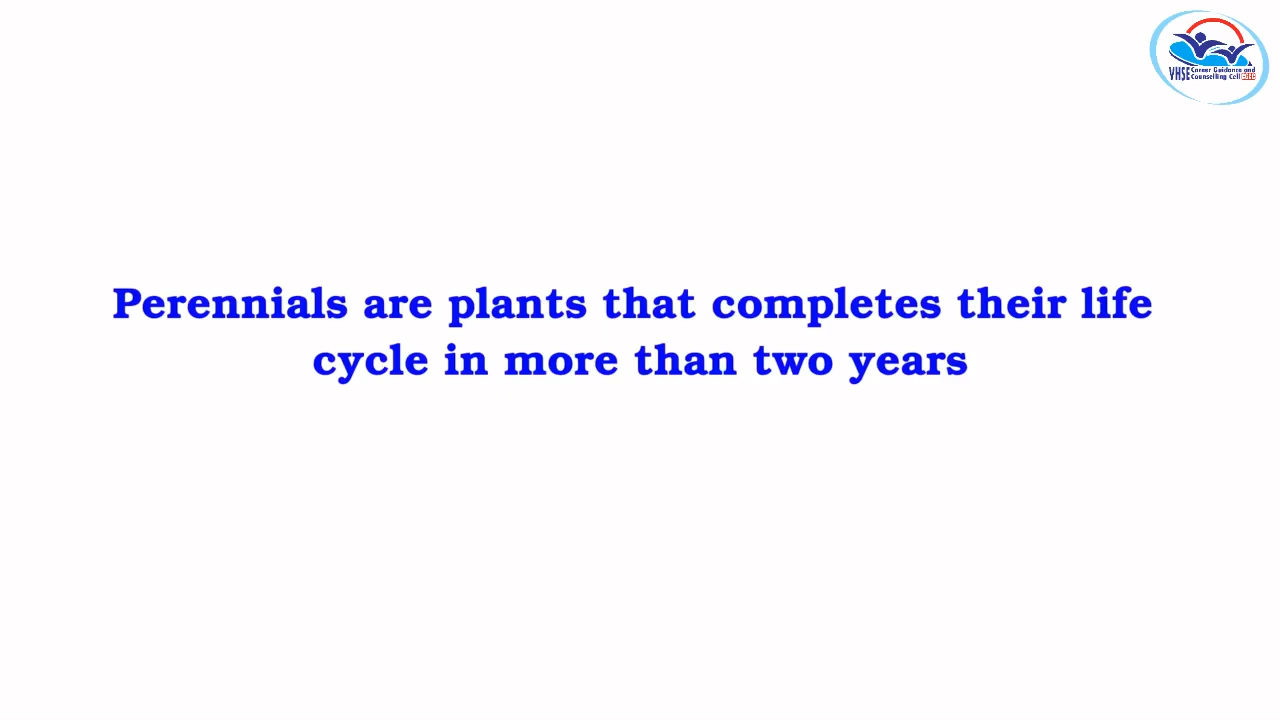 VHSE Career Guidance and
Counselling Cell CGCC
Perennials are plants that completes their life
cycle in more than two years